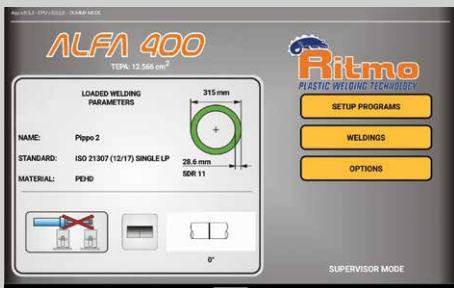 ALFA 400
TEPA: 12.566 cm²
Ritmo
PLASTIC WELDING TECHNOLOGY
LOADED WELDING
PARAMETERS
315 mm
NAME: Pippo 2
STANDARD: ISO 21307 (12/17) SINGLE LP
MATERIAL: PEHD
28.6 mm
SDR 11
0°
SETUP PROGRAMS
WELDINGS
OPTIONS
SUPERVISOR MODE